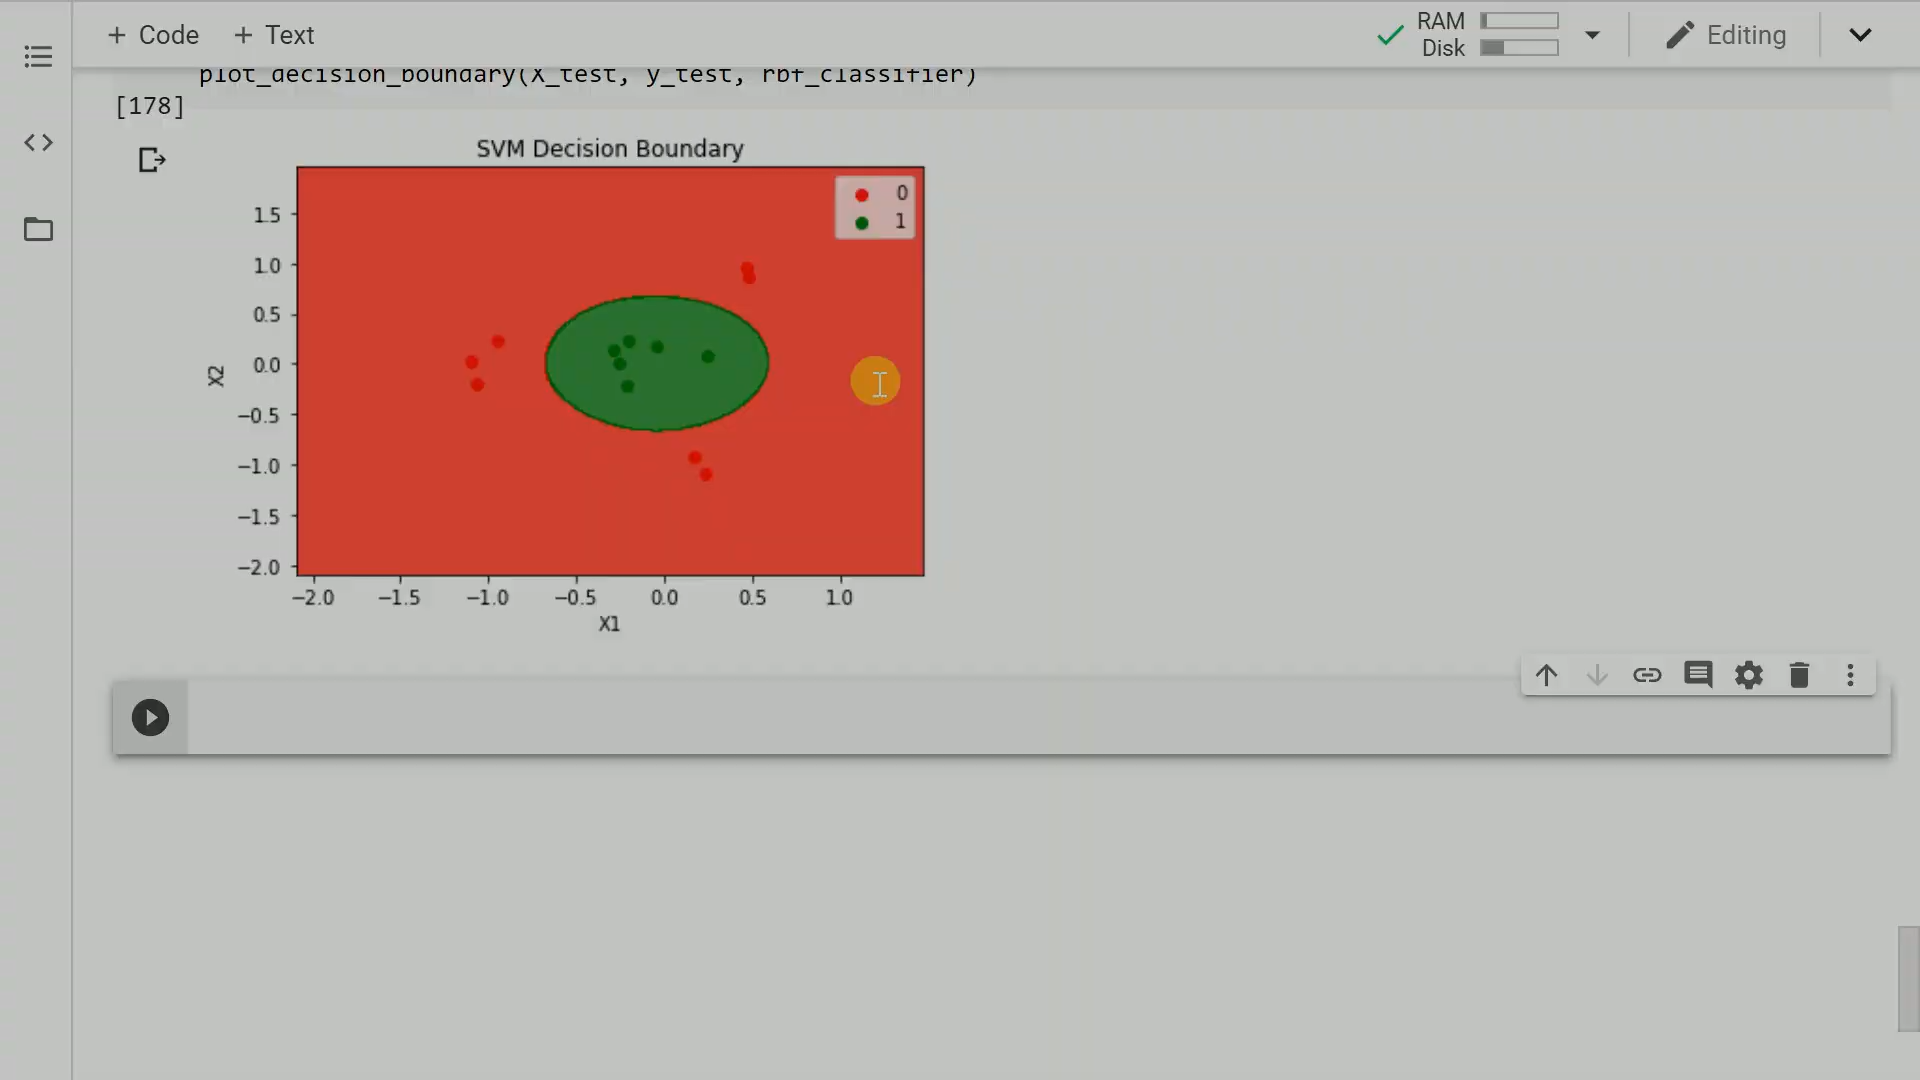 + Code + Text
RAM
Disk
Editing
plot_decision_boundary(X_test, y_test, rbf_classifier)
[178]
SVM Decision Boundary
0
1
1.5
1.0
0.5
0.0
−0.5
−1.0
−1.5
−2.0
X2
−2.0 −1.5 −1.0 −0.5 0.0 0.5 1.0
X1